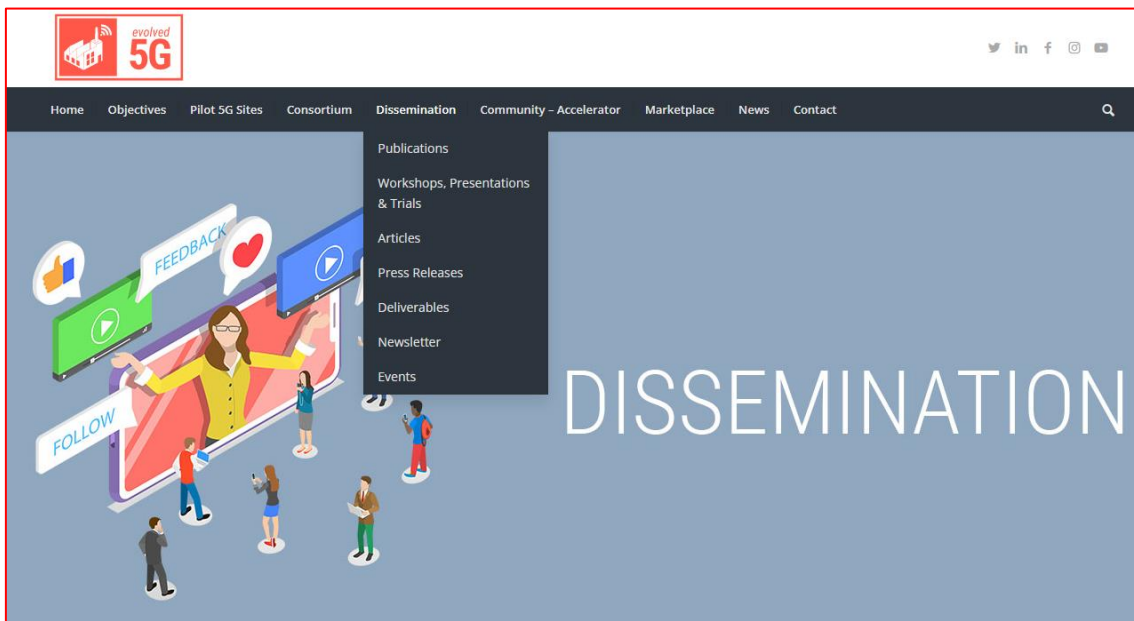 evolved
5G
Home Objectives Pilot 5G Sites Consortium Dissemination Community – Accelerator Marketplace News Contact
Publications
Workshops, Presentations
& Trials
Articles
Press Releases
Deliverables
Newsletter
Events
FEEDBACK
FOLLOW
DISSEMINATION